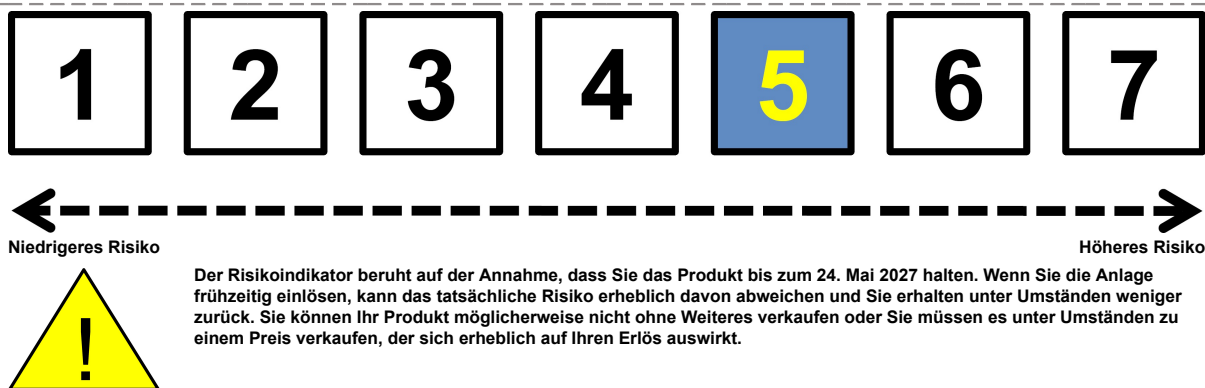 1 2 3 4 5 6 7
Niedrigeres Risiko Höheres Risiko
!
Der Risikoindikator beruht auf der Annahme, dass Sie das Produkt bis zum 24. Mai 2027 halten. Wenn Sie die Anlage
frühzeitig einlösen, kann das tatsächliche Risiko erheblich davon abweichen und Sie erhalten unter Umständen weniger
zurück. Sie können Ihr Produkt möglicherweise nicht ohne Weiteres verkaufen oder Sie müssen es unter Umständen zu
einem Preis verkaufen, der sich erheblich auf Ihren Erlös auswirkt.